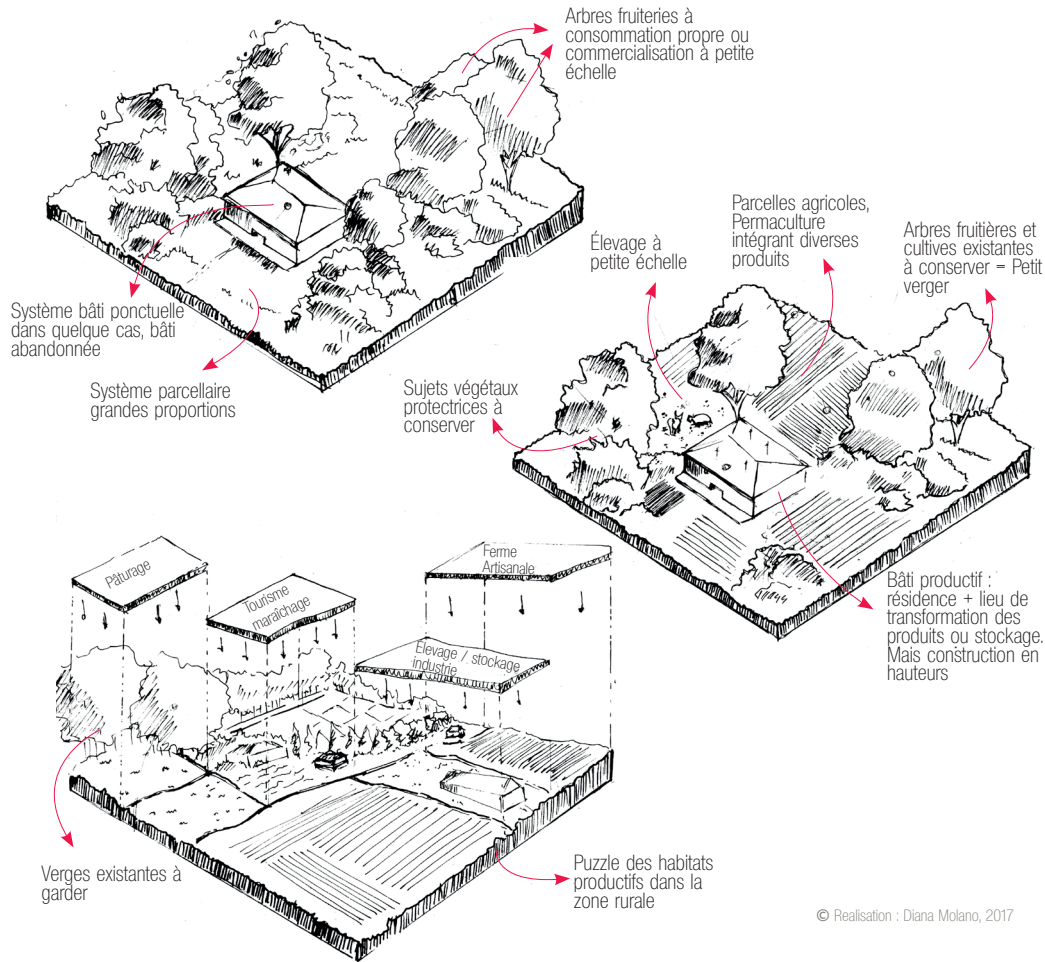 Arbres fruiteries à
consommation propre ou
commercialisation à petite
échelle
Système bâti ponctuelle
dans quelque cas, bâti
abandonnée
Système parcellaire
grandes proportions
Élevage à
petite échelle
Parcelles agricoles,
Permaculture
intégrant diverses
produits
Arbres fruitières et
cultives existantes
à conserver = Petit
verger
Sujets végétaux
protectrices à
conserver
Bâti productif :
résidence + lieu de
transformation des
produits ou stockage.
Mais construction en
hauteurs
Pâturage
Tourisme
maraîchage
Ferme
Artisanale
Elevage / stockage
industrie
Verges existantes à
garder
Puzzle des habitats
productifs dans la
zone rurale
© Realisation : Diana Molano, 2017